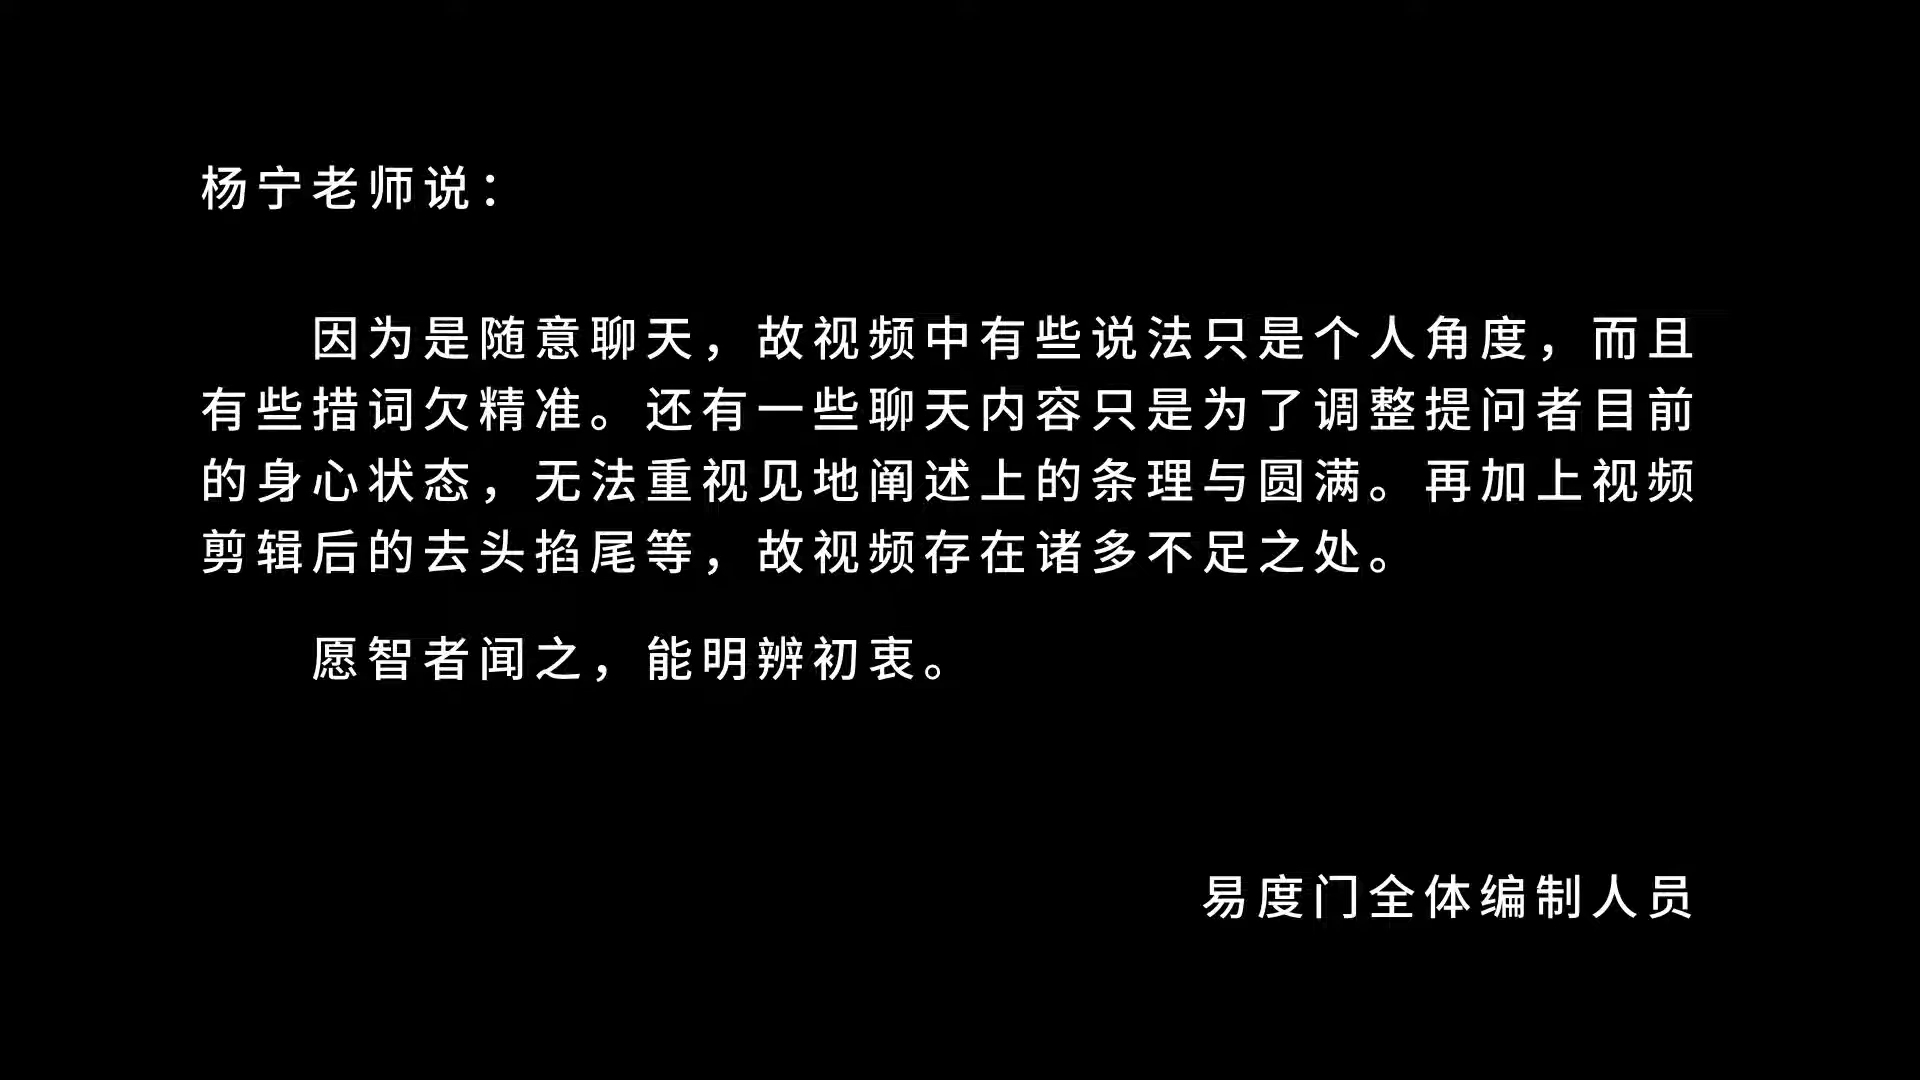 杨宁老师说：
因为是随意聊天，故视频中有些说法只是个人角度，而且
有些措词欠精准。还有一些聊天内容只是为了调整提问者目前
的身心状态，无法重视见地阐述上的条理与圆满。再加上视频
剪辑后的去头掐尾等，故视频存在诸多不足之处。
愿智者闻之，能明辨初衷。
易度门全体编制人员